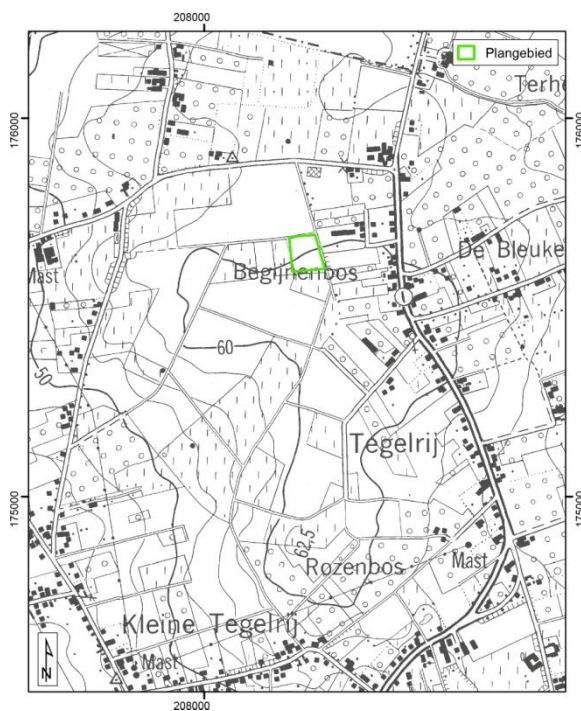 208000
Plangebied
Terhe
176000
176000
De Bleuke
Mast
Begijnenbos
60
50
Tegelrij
175000
175000
62,5
Rozenbos
Mast
Kleine Tegelrij
Mast
N
208000